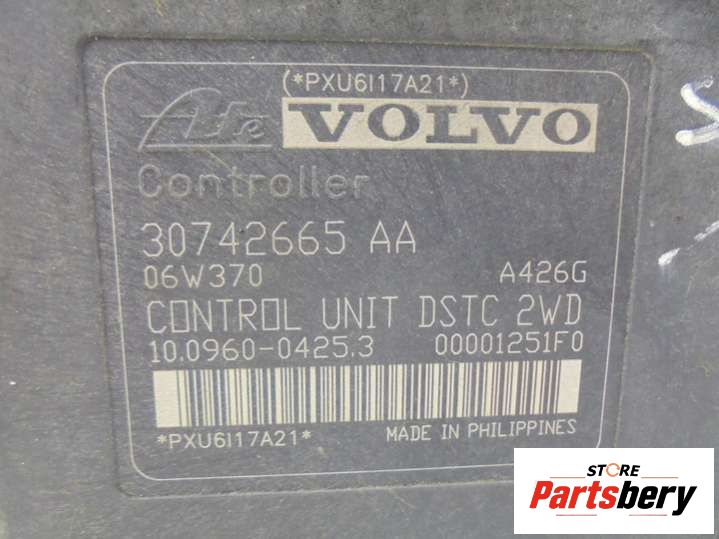 (*PXU6I17A21*)
Ate VOLVO
Controller
30742665 AA
06W370 A426G
CONTROL UNIT DSTC 2WD
10.0960-0425.3 00001251F0
*PXU6I17A21* MADE IN PHILIPPINES
STORE
Partsbery